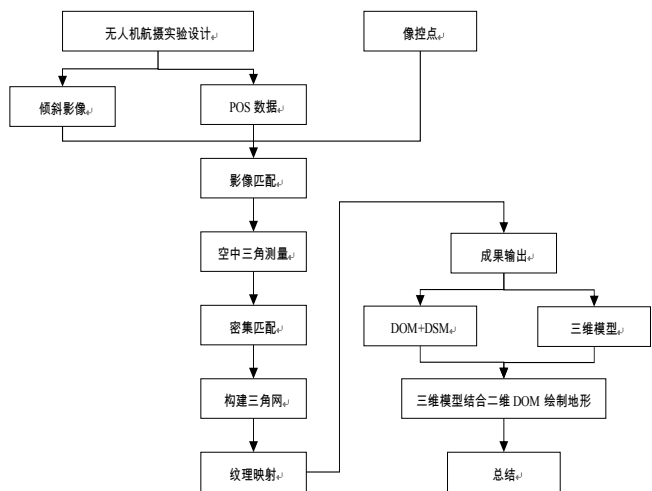 无人机航摄实验设计
像控点
倾斜影像
POS 数据
影像匹配
空中三角测量
成果输出
密集匹配
DOM+DSM
三维模型
构建三角网
三维模型结合二维 DOM 绘制地形
纹理映射
总结